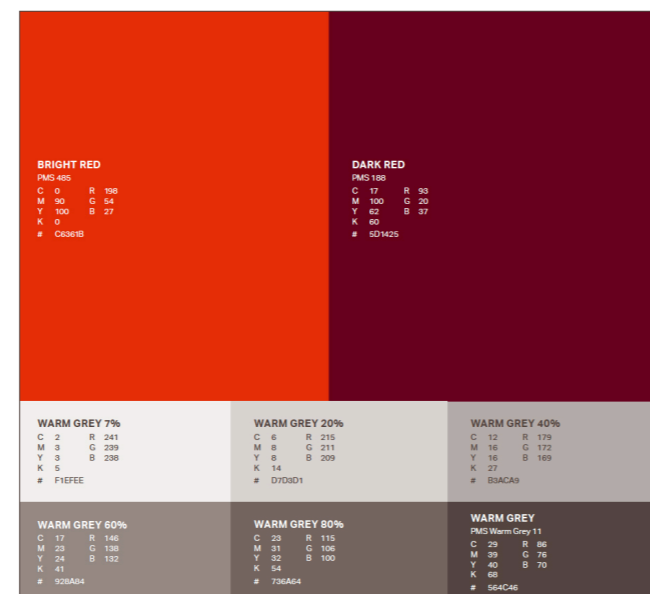 BRIGHT RED
PMS 485
C 0 R 198
M 90 G 54
Y 100 B 27
K 0
# C6361B
DARK RED
PMS 188
C 17 R 93
M 100 G 20
Y 62 B 37
K 60
# 5D1425
WARM GREY 7%
C 2 R 241
M 3 G 239
Y 3 B 238
K 5
# F1EFEE
WARM GREY 20%
C 6 R 215
M 8 G 211
Y 8 B 209
K 14
# D7D3D1
WARM GREY 40%
C 12 R 179
M 16 G 172
Y 16 B 169
K 27
# B3ACA9
WARM GREY 60%
C 17 R 146
M 23 G 138
Y 24 B 132
K 41
# 928A84
WARM GREY 80%
C 23 R 115
M 31 G 106
Y 32 B 100
K 54
# 736A64
WARM GREY
PMS Warm Grey 11
C 29 R 86
M 39 G 76
Y 40 B 70
K 68
# 564C46